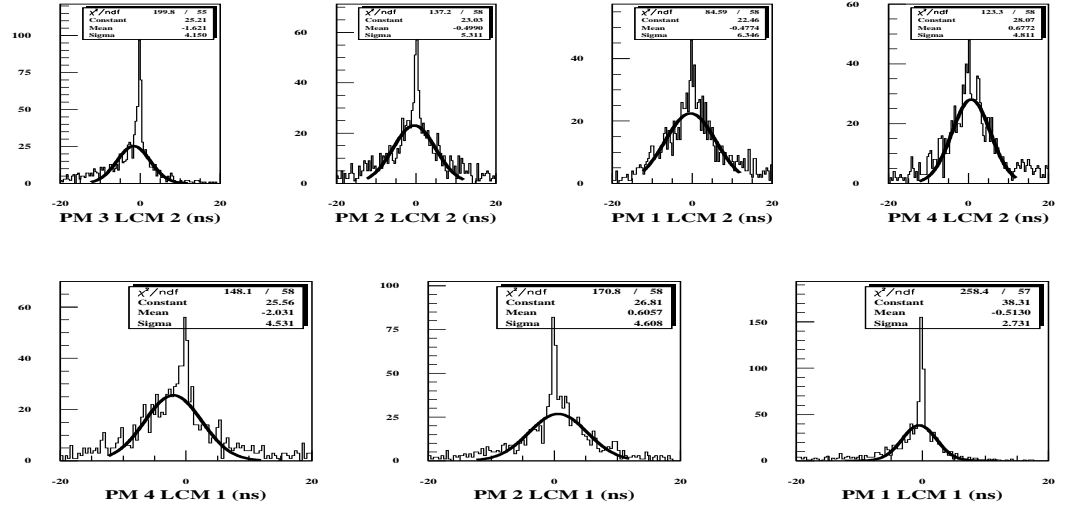 χ²/ndf 199.8 / 55
Constant 25.21
Mean -1.621
Sigma 4.150
100
75
50
25
0
-20 0 20
PM 3 LCM 2 (ns)
χ²/ndf 137.2 / 58
Constant 23.03
Mean -0.4990
Sigma 5.311
60
40
20
0
-20 0 20
PM 2 LCM 2 (ns)
χ²/ndf 84.59 / 58
Constant 22.46
Mean -0.4774
Sigma 6.346
50
40
30
20
10
0
-20 0 20
PM 1 LCM 2 (ns)
χ²/ndf 123.3 / 58
Constant 28.07
Mean 0.6772
Sigma 4.811
60
40
20
0
-20 0 20
PM 4 LCM 2 (ns)
χ²/ndf 148.1 / 58
Constant 25.56
Mean -2.031
Sigma 4.531
60
40
20
0
-20 0 20
PM 4 LCM 1 (ns)
χ²/ndf 170.8 / 58
Constant 26.81
Mean 0.6057
Sigma 4.608
100
75
50
25
0
-20 0 20
PM 2 LCM 1 (ns)
χ²/ndf 258.4 / 57
Constant 38.31
Mean -0.5130
Sigma 2.731
150
100
50
0
-20 0 20
PM 1 LCM 1 (ns)